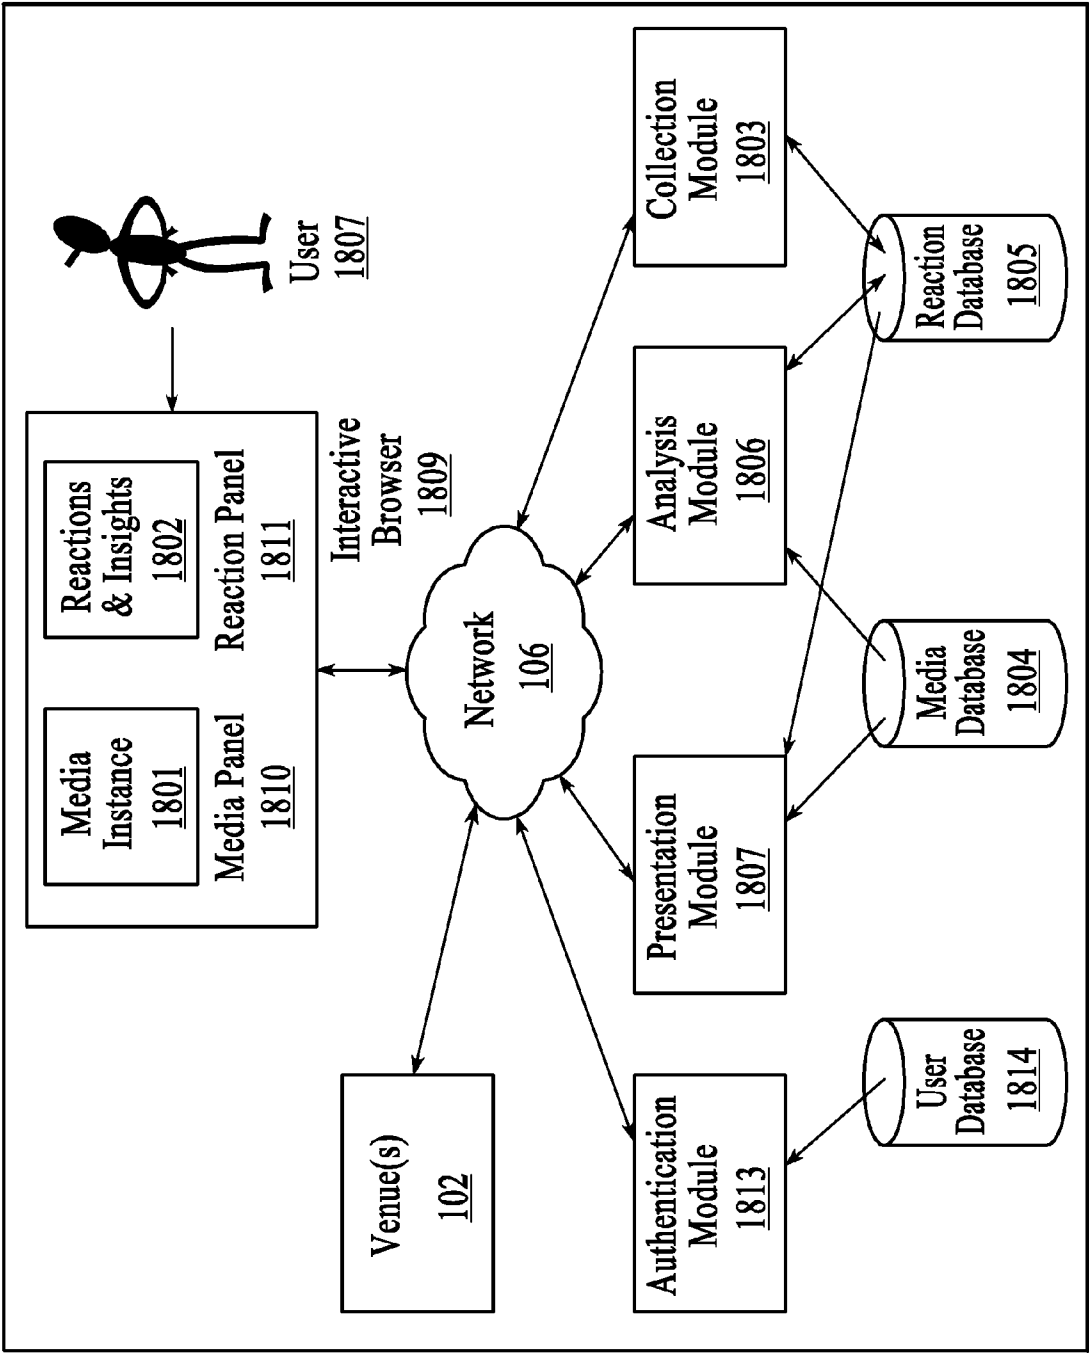 Media
Instance
1801
Media Panel
1810
Reactions
& Insights
1802
Reaction Panel
1811
User
1807
Interactive
Browser
1809
Venue(s)
102
Network
106
Authentication
Module
1813
Presentation
Module
1807
Analysis
Module
1806
Collection
Module
1803
User
Database
1814
Media
Database
1804
Reaction
Database
1805